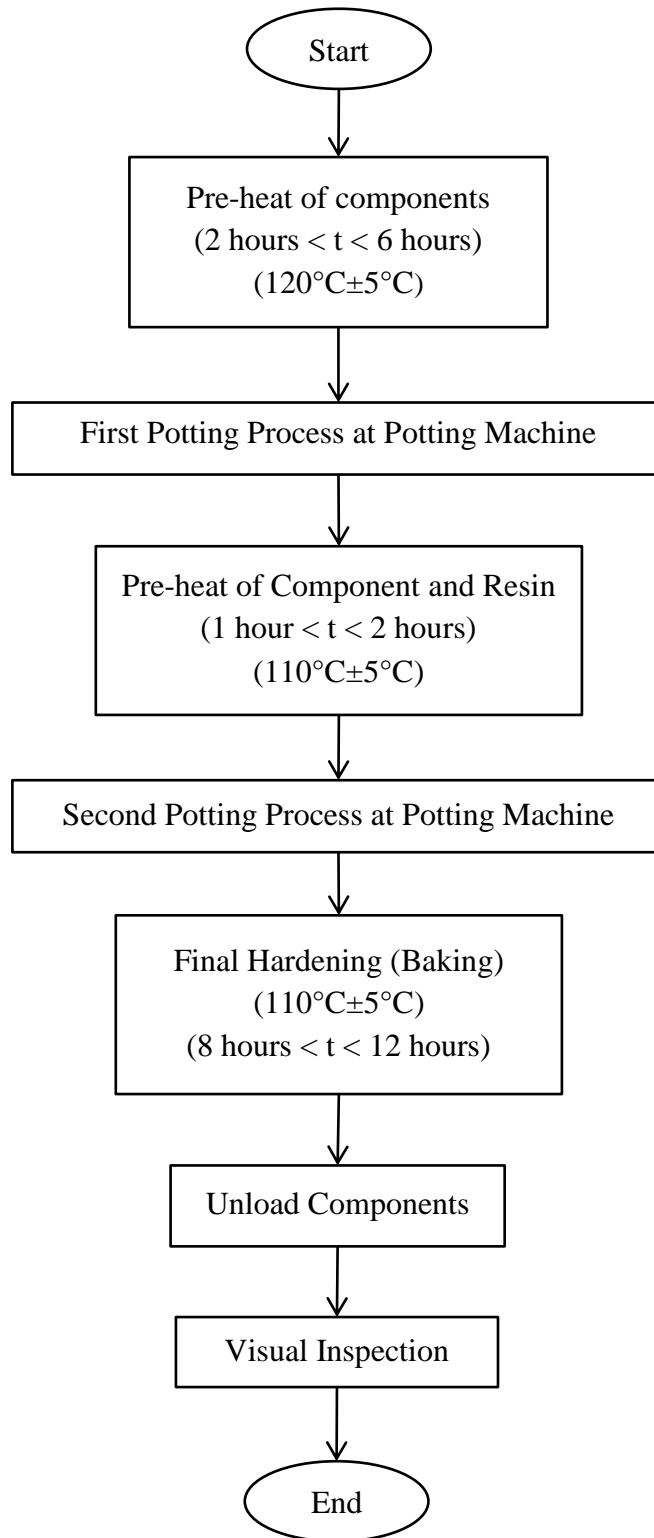 Start
Pre-heat of components
(2 hours < t < 6 hours)
(120°C±5°C)
First Potting Process at Potting Machine
Pre-heat of Component and Resin
(1 hour < t < 2 hours)
(110°C±5°C)
Second Potting Process at Potting Machine
Final Hardening (Baking)
(110°C±5°C)
(8 hours < t < 12 hours)
Unload Components
Visual Inspection
End